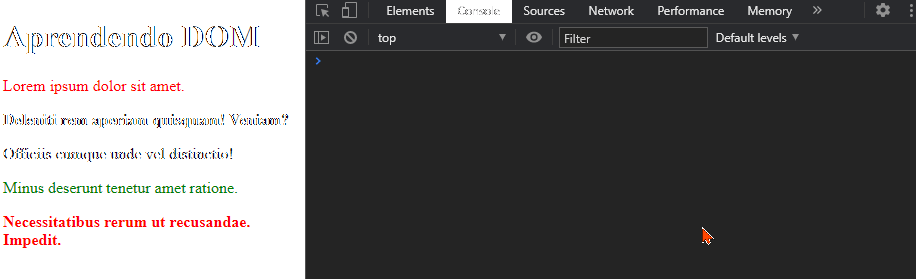 Aprendendo DOM
Lorem ipsum dolor sit amet.
Deleniti rem aperiam quisquam! Veniam?
Officiis cumque unde vel distinctio!
Minus deserunt tenetur amet ratione.
Necessitatibus rerum ut recusandae.
Impedit.
Elements Console Sources Network Performance Memory »
top Filter Default levels